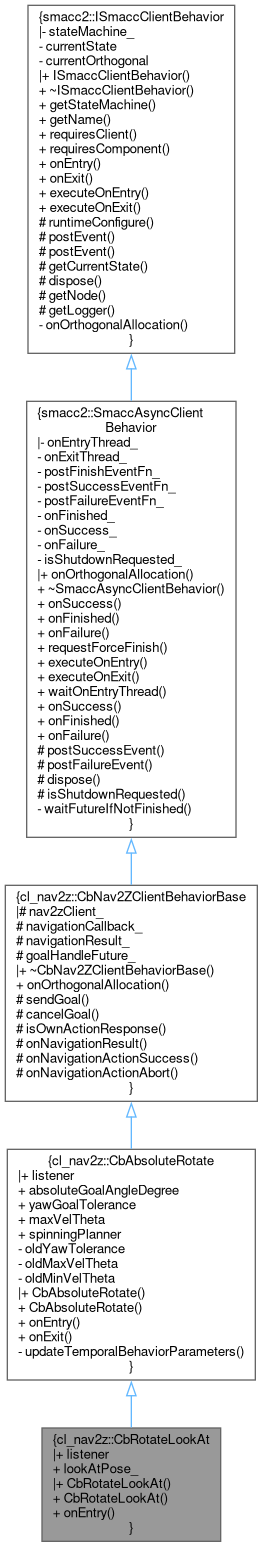 {smacc2::ISmaccClientBehavior
|- stateMachine_
- currentState
- currentOrthogonal
|+ ISmaccClientBehavior()
+ ~ISmaccClientBehavior()
+ getStateMachine()
+ getName()
+ requiresClient()
+ requiresComponent()
+ onEntry()
+ onExit()
+ executeOnEntry()
+ executeOnExit()
# runtimeConfigure()
# postEvent()
# postEvent()
# getCurrentState()
# dispose()
# getNode()
# getLogger()
- onOrthogonalAllocation()
}
{smacc2::SmaccAsyncClient
Behavior
|- onEntryThread_
- onExitThread_
- postFinishEventFn_
- postSuccessEventFn_
- postFailureEventFn_
- onFinished_
- onSuccess_
- onFailure_
- isShutdownRequested_
|+ onOrthogonalAllocation()
+ ~SmaccAsyncClientBehavior()
+ onSuccess()
+ onFinished()
+ onFailure()
+ requestForceFinish()
+ executeOnEntry()
+ executeOnExit()
+ waitOnEntryThread()
+ onSuccess()
+ onFinished()
+ onFailure()
# postSuccessEvent()
# postFailureEvent()
# dispose()
# isShutdownRequested()
- waitFutureIfNotFinished()
}
{cl_nav2z::CbNav2ZClientBehaviorBase
|# nav2zClient_
# navigationCallback_
# navigationResult_
# goalHandleFuture_
|+ ~CbNav2ZClientBehaviorBase()
+ onOrthogonalAllocation()
# sendGoal()
# cancelGoal()
# isOwnActionResponse()
# onNavigationResult()
# onNavigationActionSuccess()
# onNavigationActionAbort()
}
{cl_nav2z::CbAbsoluteRotate
|+ listener
+ absoluteGoalAngleDegree
+ yawGoalTolerance
+ maxVelTheta
+ spinningPlanner
- oldYawTolerance
- oldMaxVelTheta
- oldMinVelTheta
|+ CbAbsoluteRotate()
+ CbAbsoluteRotate()
+ onEntry()
+ onExit()
- updateTemporalBehaviorParameters()
}
{cl_nav2z::CbRotateLookAt
|+ listener
+ lookAtPose_
|+ CbRotateLookAt()
+ CbRotateLookAt()
+ onEntry()
}